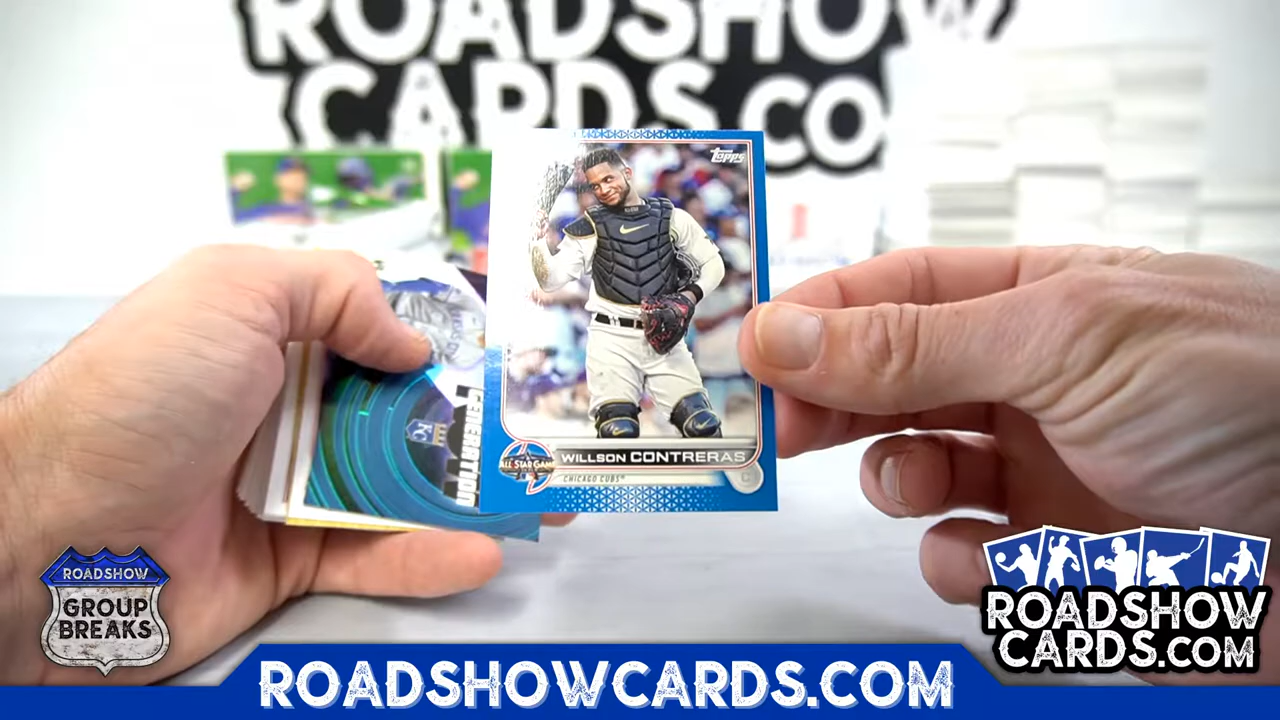 ROADSHOW
CARDS.CO
Topps
ALL STAR GAME
WILLSON CONTRERAS
CHICAGO CUBS
C
KC
GENERATION
ROADSHOW
GROUP
BREAKS
ROADSHOW
CARDS.COM
ROADSHOWCARDS.COM